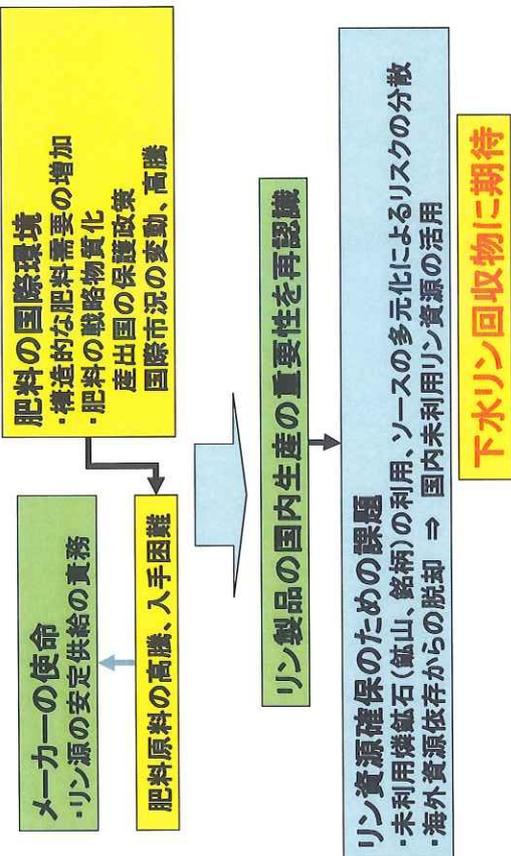 メーカーの使命
・リン源の安定供給の責務
肥料原料の高騰、入手困難
肥料の国際環境
・構造的な肥料需要の増加
・肥料の戦略物質化
産出国の保護政策
国際市況の変動、高騰
リン製品の国内生産の重要性を再認識
リン資源確保のための課題
・未利用燐鉱石(鉱山、銘柄)の利用、ソースの多元化によるリスクの分散
・海外資源依存からの脱却 ⇒ 国内未利用リン資源の活用
下水リン回収物に期待